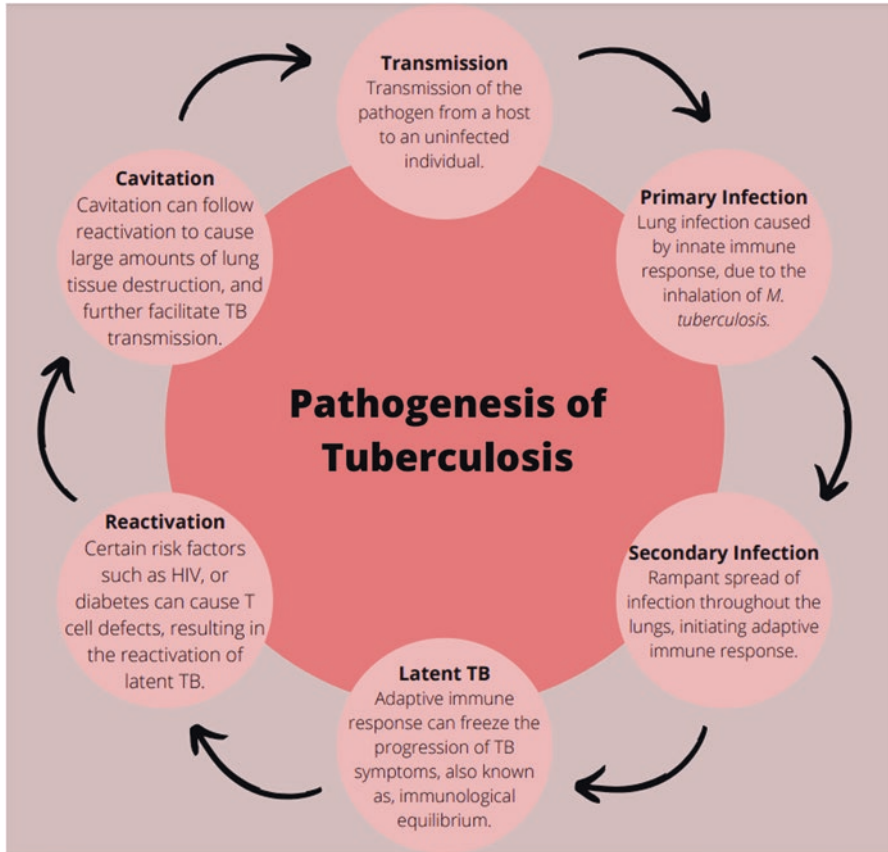 Transmission
Transmission of the
pathogen from a host
to an uninfected
individual.
Primary Infection
Lung infection caused
by innate immune
response, due to the
inhalation of M.
tuberculosis.
Secondary Infection
Rampant spread of
infection throughout the
lungs, initiating adaptive
immune response.
Latent TB
Adaptive immune
response can freeze the
progression of TB
symptoms, also known
as, immunological
equilibrium.
Reactivation
Certain risk factors
such as HIV, or
diabetes can cause T
cell defects, resulting in
the reactivation of
latent TB.
Cavitation
Cavitation can follow
reactivation to cause
large amounts of lung
tissue destruction, and
further facilitate TB
transmission.
Pathogenesis of
Tuberculosis